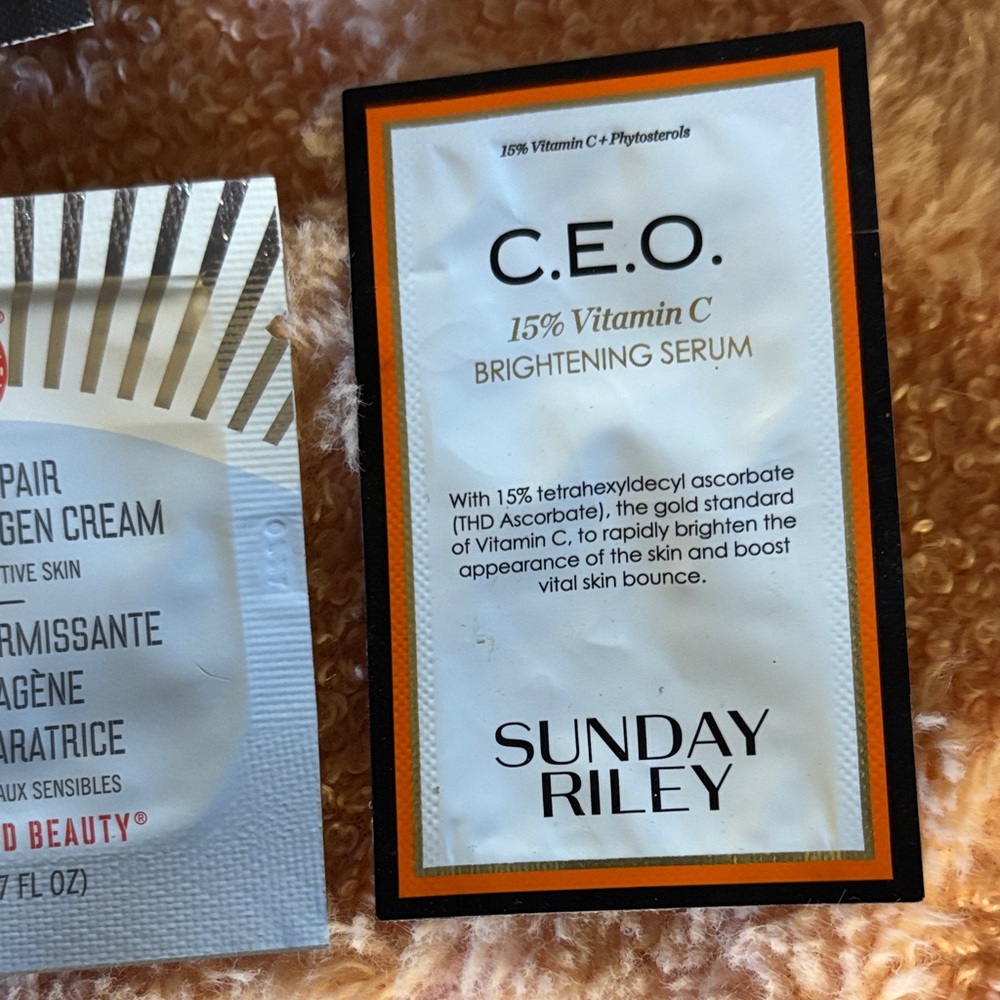 PAIR
GEN CREAM
TIVE SKIN
RMISSANTE
AGÈNE
ARATRICE
AUX SENSIBLES
D BEAUTY®
7 FL OZ)
15% Vitamin C + Phytosterols
C.E.O.
15% Vitamin C
BRIGHTENING SERUM
With 15% tetrahexyldecyl ascorbate
(THD Ascorbate), the gold standard
of Vitamin C, to rapidly brighten the
appearance of the skin and boost
vital skin bounce.
SUNDAY
RILEY